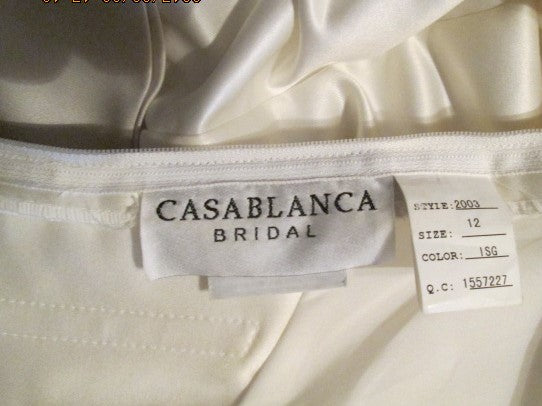 CASABLANCA
BRIDAL
STYLE: 2003
SIZE: 12
COLOR: ISG
Q.C: 1557227